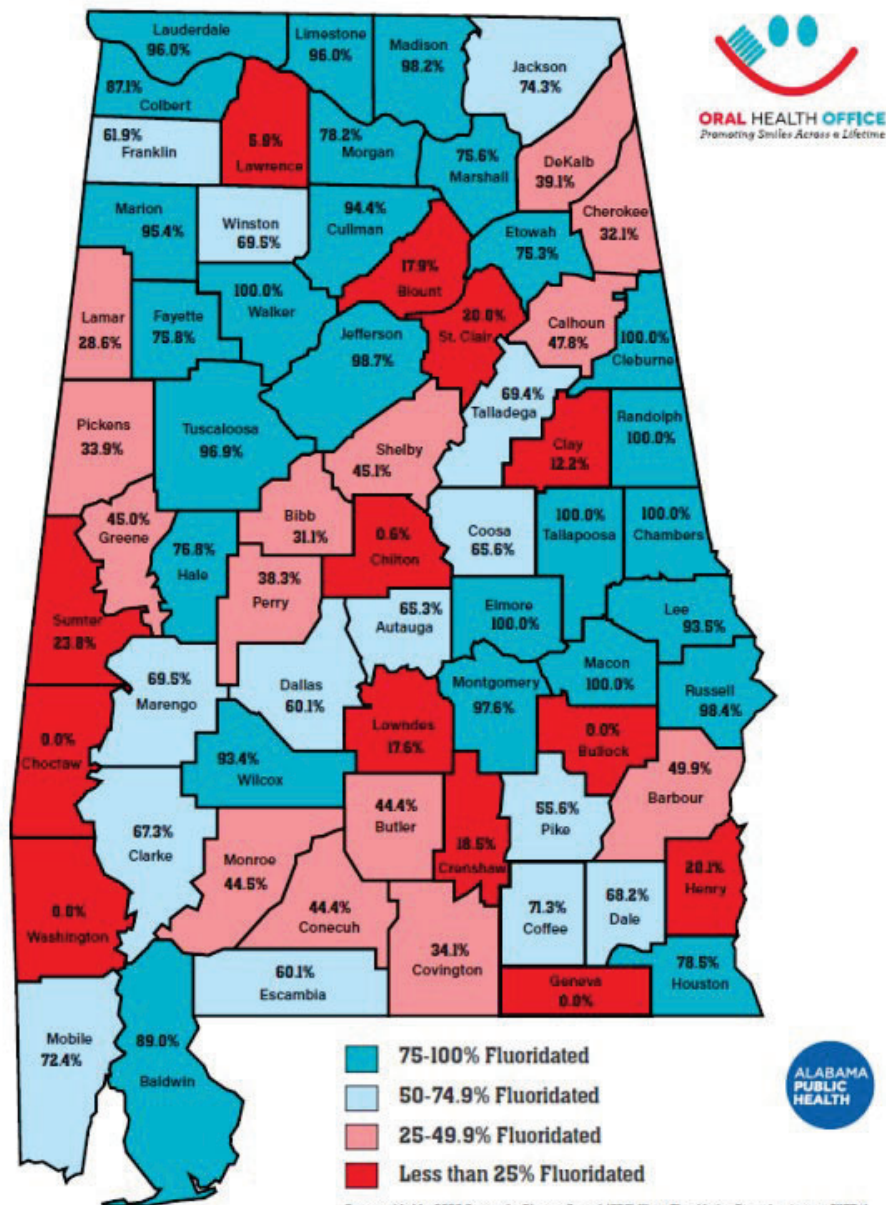 Lauderdale
96.0%
Limestone
96.0%
Madison
98.2%
Jackson
74.3%
ORAL HEALTH OFFICE
Promoting Smiles Across a Lifetime
87.1%
Colbert
61.9%
Franklin
5.9%
Lawrence
78.2%
Morgan
75.6%
Marshall
DeKalb
39.1%
Cherokee
32.1%
Marion
95.4%
Winston
69.5%
94.4%
Cullman
Etowah
75.3%
17.9%
Blount
Lamar
28.6%
Fayette
75.8%
100.0%
Walker
Jefferson
98.7%
20.0%
St. Clair
Calhoun
47.8%
100.0%
Cleburne
69.4%
Talladega
Pickens
33.9%
Tuscaloosa
96.9%
Shelby
45.1%
Clay
12.2%
Randolph
100.0%
45.0%
Greene
76.8%
Hale
Bibb
31.1%
0.6%
Chilton
Coosa
65.6%
100.0%
Tallapoosa
100.0%
Chambers
38.3%
Perry
Sumter
23.8%
65.3%
Autauga
Elmore
100.0%
Lee
93.5%
69.5%
Marengo
Dallas
60.1%
Montgomery
97.6%
Macon
100.0%
Russell
98.4%
0.0%
Choctaw
93.4%
Wilcox
Lowndes
17.6%
0.0%
Bullock
49.9%
Barbour
67.3%
Clarke
44.4%
Butler
18.5%
Crenshaw
55.6%
Pike
Monroe
44.5%
20.1%
Henry
0.0%
Washington
44.4%
Conecuh
34.1%
Covington
71.3%
Coffee
68.2%
Dale
78.5%
Houston
60.1%
Escambia
Geneva
0.0%
Mobile
72.4%
89.0%
Baldwin
75-100% Fluoridated
50-74.9% Fluoridated
25-49.9% Fluoridated
Less than 25% Fluoridated
ALABAMA
PUBLIC
HEALTH